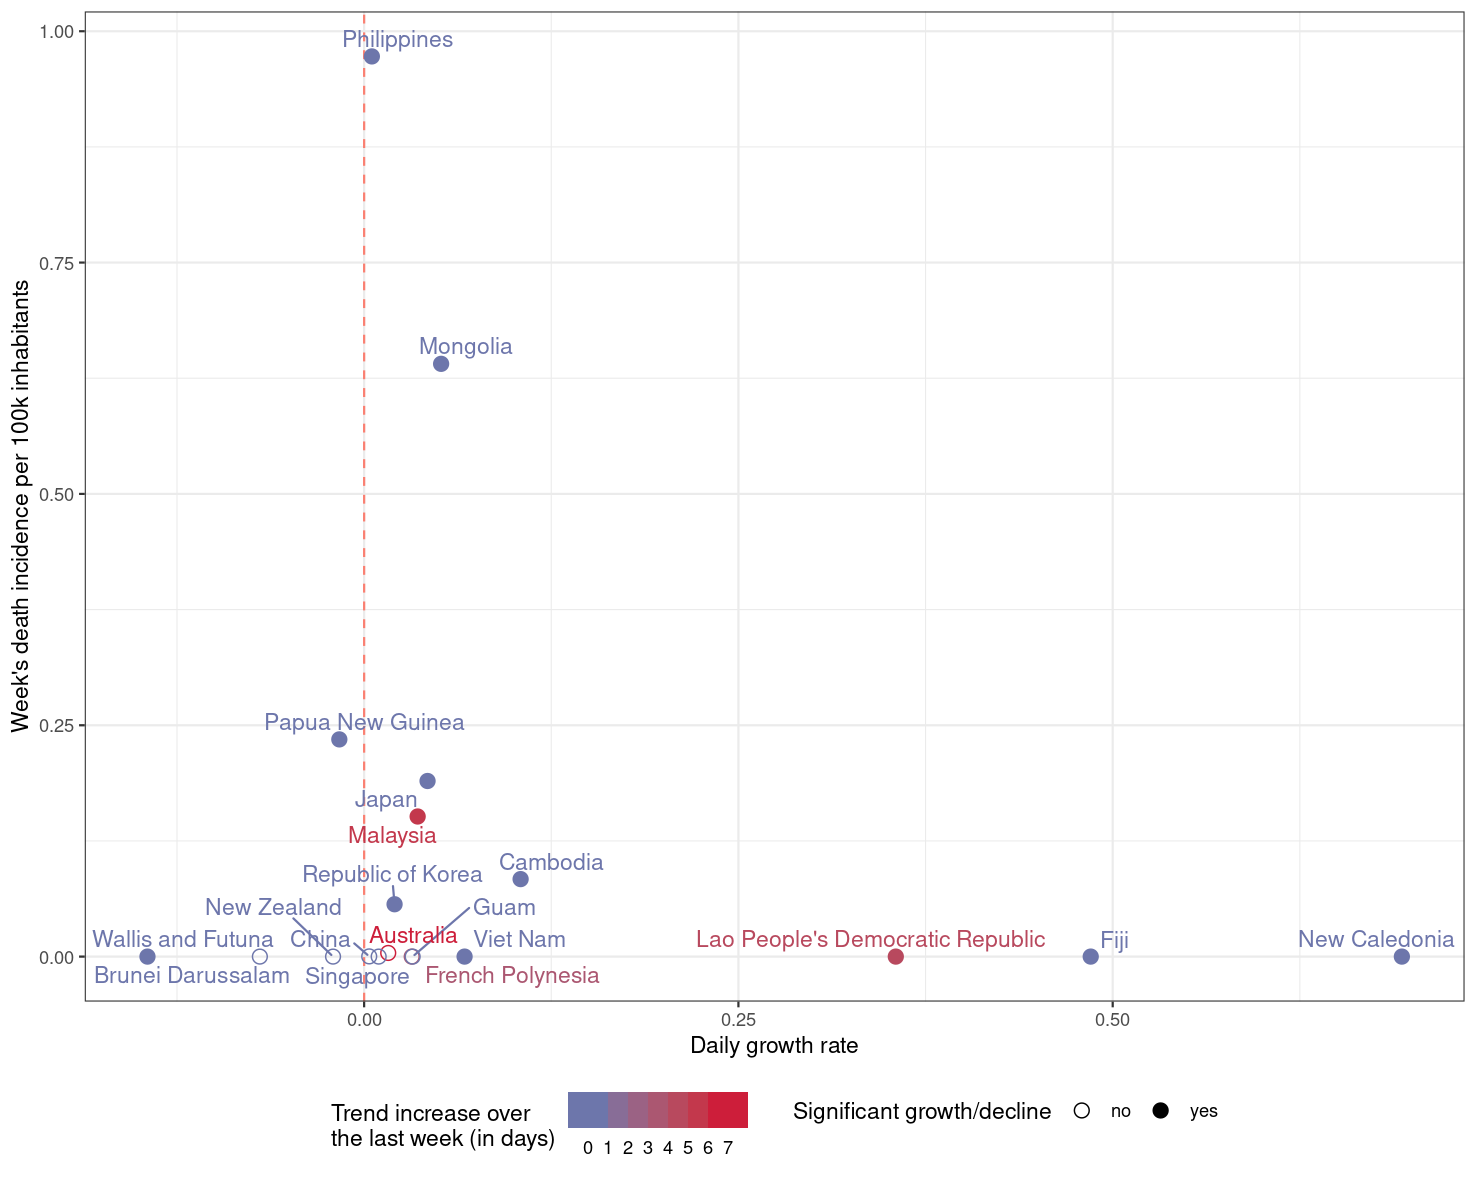 1.00
Philippines
0.75
Mongolia
Week's death incidence per 100k inhabitants
0.50
0.25
Papua New Guinea
Japan
Malaysia
Cambodia
Republic of Korea
New Zealand
Guam
Wallis and Futuna
China
Australia
Viet Nam
Lao People's Democratic Republic
Fiji
New Caledonia
0.00
Brunei Darussalam
Singapore
French Polynesia
0.00 0.25 0.50
Daily growth rate
Trend increase over
the last week (in days)
0 1 2 3 4 5 6 7
Significant growth/decline no yes